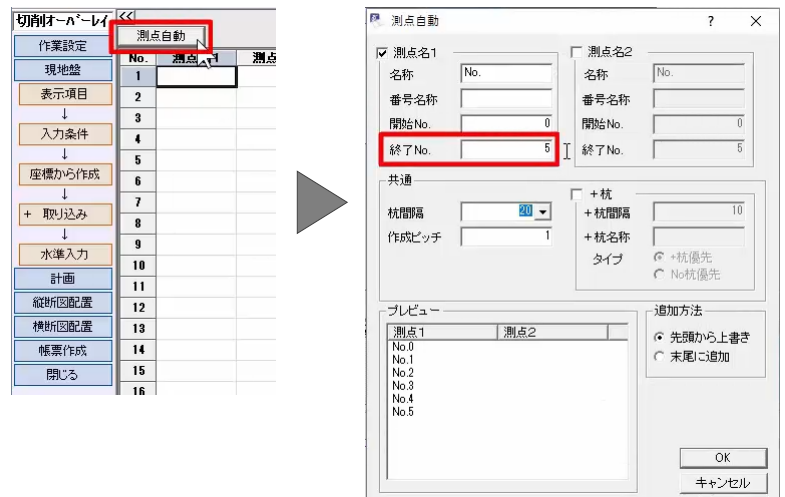 切削オーバーレイ
<<
作業設定
測点自動
現地盤
No.
測点
測点
表示項目
1
2
↓
3
入力条件
4
↓
5
座標から作成
6
↓
7
+ 取り込み
8
↓
9
水準入力
10
計画
11
縦断図配置
12
横断図配置
13
帳票作成
14
閉じる
15
16
測点自動
? ×
測点名1
名称 No.
番号名称
開始No. 0
終了No. 5
測点名2
名称 No.
番号名称
開始No. 0
終了No. 5
共通
杭間隔 20
作成ピッチ 1
+杭
+杭間隔 10
+杭名称
タイプ +杭優先
No杭優先
プレビュー
測点1 測点2
No.0
No.1
No.2
No.3
No.4
No.5
追加方法
先頭から上書き
末尾に追加
OK
キャンセル